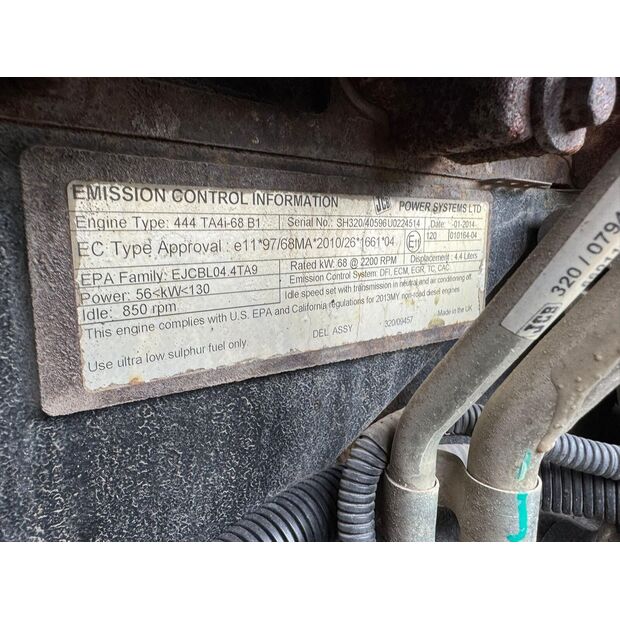 EMISSION CONTROL INFORMATION JCB POWER SYSTEMS LTD
Engine Type: 444 TA4i-68 B1 Serial No.: SH320/40596U0224514 Date: -01-2014-
EC Type Approval : e11*97/68MA*2010/26*1661*04 E11 120 010164-04
EPA Family: EJCBL04.4TA9 Rated kW: 68 @ 2200 RPM Displacement: 4.4 Liters
Power: 56<kW<130 Emission Control System: DFI, ECM, EGR, TC, CAC
Idle: 850 rpm Idle speed set with transmission in neutral and air conditioning off.
This engine complies with U.S. EPA and California regulations for 2013MY non-road diesel engines
Use ultra low sulphur fuel only. DEL ASSY 320/09457 Made in the UK
JCB 320/0794